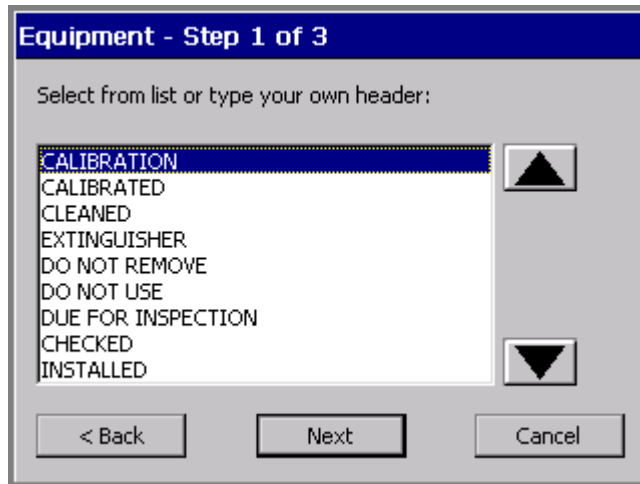 Equipment - Step 1 of 3
Select from list or type your own header:
CALIBRATION
CALIBRATED
CLEANED
EXTINGUISHER
DO NOT REMOVE
DO NOT USE
DUE FOR INSPECTION
CHECKED
INSTALLED
< Back Next Cancel